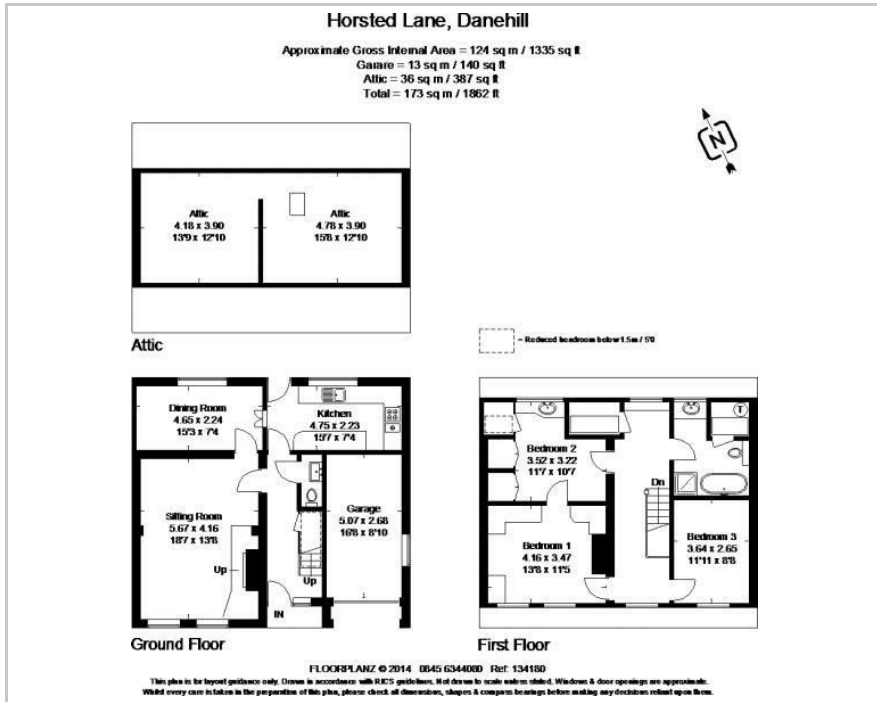 Horsted Lane, Danehill
Approximate Gross Internal Area = 124 sq m / 1335 sq ft
Garare = 13 sq m / 140 sq ft
Attic = 36 sq m / 387 sq ft
Total = 173 sq m / 1862 ft
N
Attic
4.18 x 3.90
13'9 x 12'10
Attic
4.78 x 3.90
15'8 x 12'10
Attic
= Reduced headroom below 1.5m / 5'0
Dining Room
4.65 x 2.24
15'3 x 7'4
Kitchen
4.75 x 2.23
15'7 x 7'4
Sitting Room
5.67 x 4.16
18'7 x 13'8
Up
Garage
5.07 x 2.68
16'8 x 8'10
Up
IN
Ground Floor
Bedroom 2
3.52 x 3.22
11'7 x 10'7
T
Dn
Bedroom 1
4.16 x 3.47
13'8 x 11'5
Bedroom 3
3.64 x 2.65
11'11 x 8'8
First Floor
FLOORPLANZ © 2014 0845 6344080 Ref: 134180
This plan is for layout guidance only. Drawn in accordance with RICS guidelines. Not drawn to scale unless stated. Windows & door openings are approximate.
Whilst every care is taken in the preparation of this plan, please check all dimensions, shapes & compass bearings before making any decisions reliant upon them.